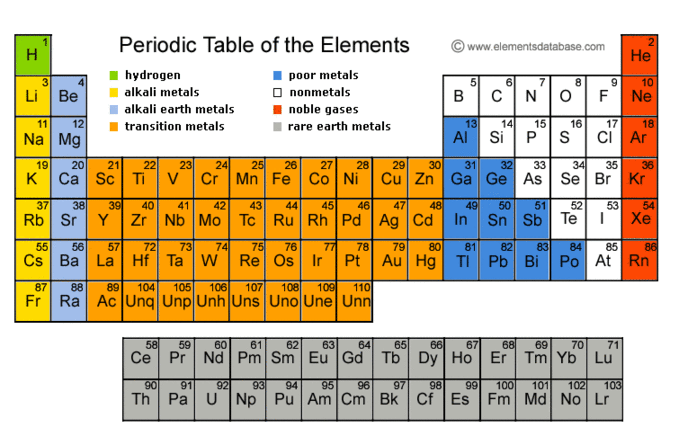 Periodic Table of the Elements
© www.elementsdatabase.com
hydrogen
alkali metals
alkali earth metals
transition metals
poor metals
nonmetals
noble gases
rare earth metals
1 2
H He
3 4 5 6 7 8 9 10
Li Be B C N O F Ne
11 12 13 14 15 16 17 18
Na Mg Al Si P S Cl Ar
19 20 21 22 23 24 25 26 27 28 29 30 31 32 33 34 35 36
K Ca Sc Ti V Cr Mn Fe Co Ni Cu Zn Ga Ge As Se Br Kr
37 38 39 40 41 42 43 44 45 46 47 48 49 50 51 52 53 54
Rb Sr Y Zr Nb Mo Tc Ru Rh Pd Ag Cd In Sn Sb Te I Xe
55 56 57 72 73 74 75 76 77 78 79 80 81 82 83 84 85 86
Cs Ba La Hf Ta W Re Os Ir Pt Au Hg Tl Pb Bi Po At Rn
87 88 89 104 105 106 107 108 109 110
Fr Ra Ac Unq Unp Unh Uns Uno Une Unn
58 59 60 61 62 63 64 65 66 67 68 69 70 71
Ce Pr Nd Pm Sm Eu Gd Tb Dy Ho Er Tm Yb Lu
90 91 92 93 94 95 96 97 98 99 100 101 102 103
Th Pa U Np Pu Am Cm Bk Cf Es Fm Md No Lr